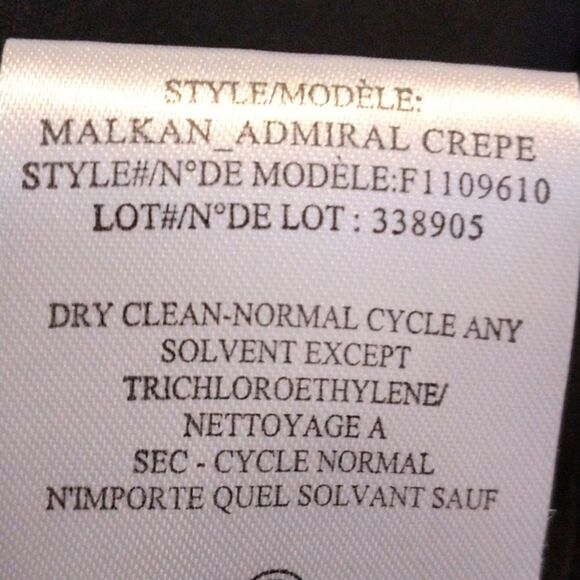 STYLE/MODÈLE:
MALKAN_ADMIRAL CREPE
STYLE#/N°DE MODÈLE:F1109610
LOT#/N°DE LOT : 338905
DRY CLEAN-NORMAL CYCLE ANY
SOLVENT EXCEPT
TRICHLOROETHYLENE/
NETTOYAGE A
SEC - CYCLE NORMAL
N'IMPORTE QUEL SOLVANT SAUF